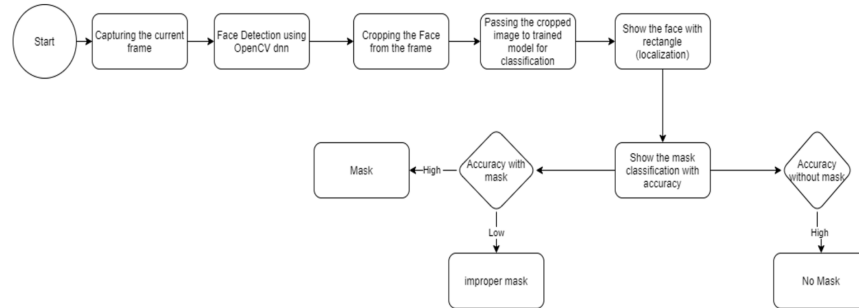 Start
Capturing the current
frame
Face Detection using
OpenCV dnn
Cropping the Face
from the frame
Passing the cropped
image to trained
model for
classification
Show the face with
rectangle
(localization)
Mask
High
Accuracy with
mask
Show the mask
classification with
accuracy
Accuracy
without mask
Low
High
improper mask
No Mask